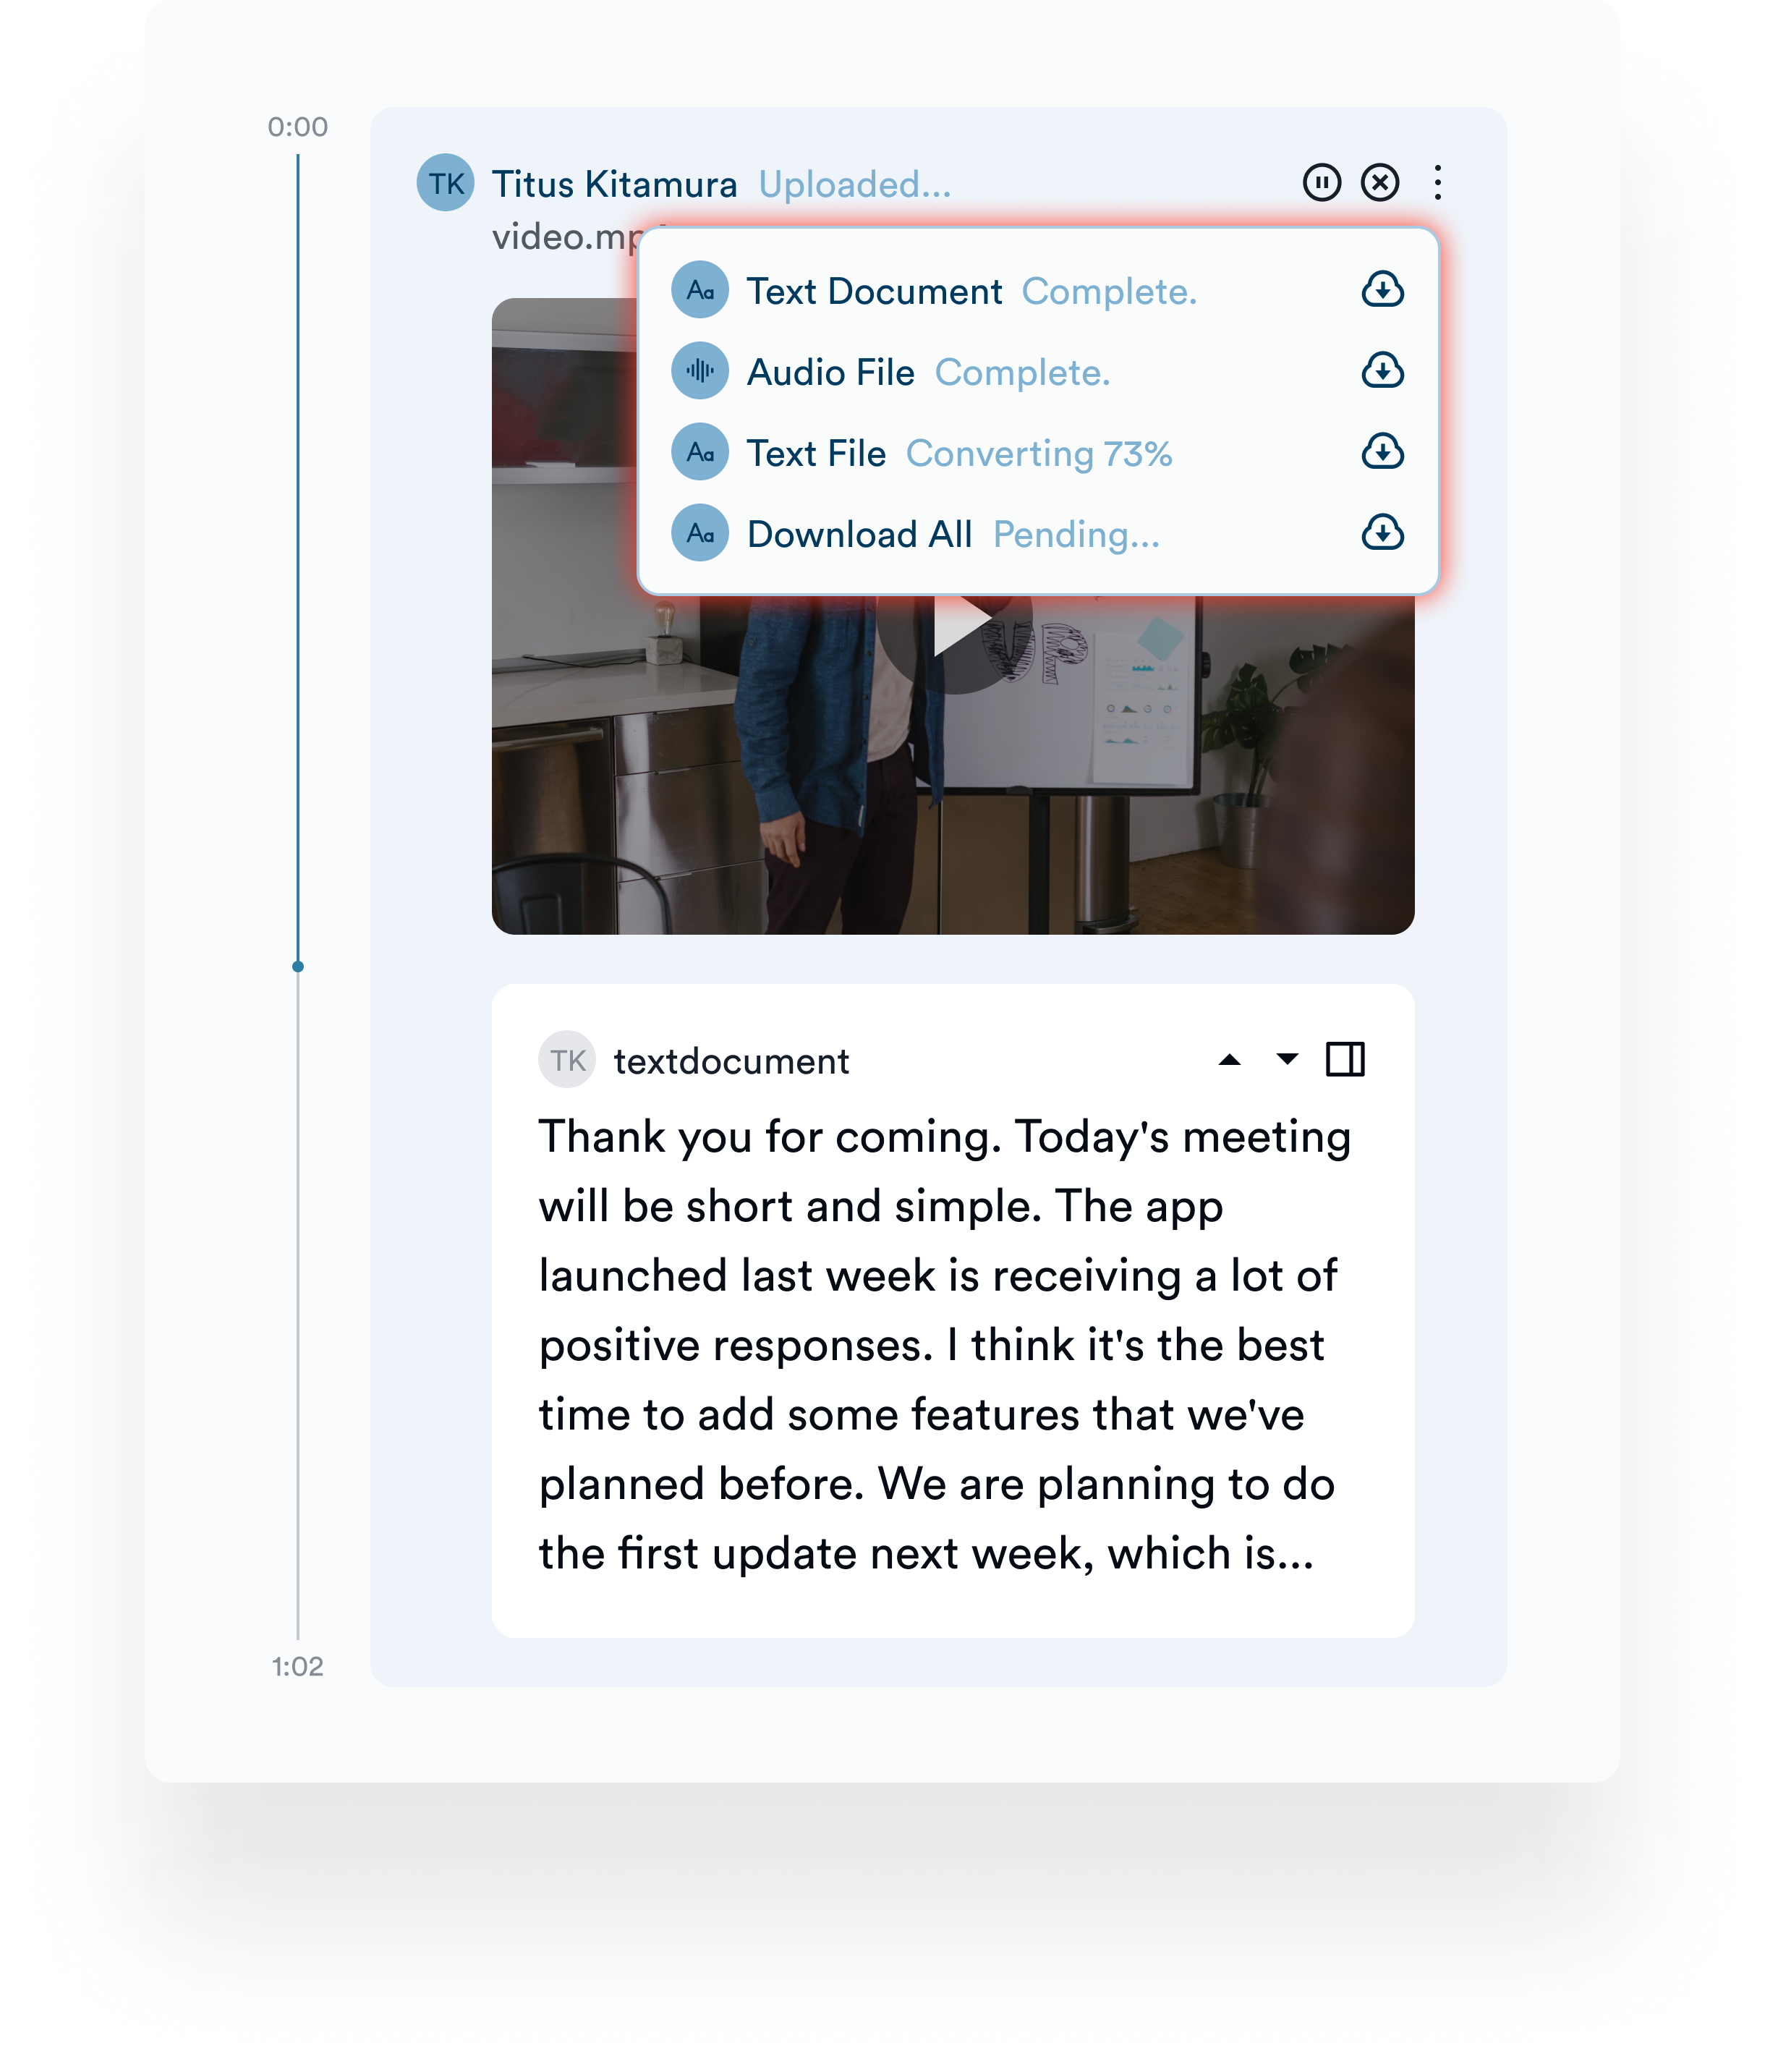 0:00
TK Titus Kitamura Uploaded...
video.mp
Aa Text Document Complete.
Audio File Complete.
Aa Text File Converting 73%
Aa Download All Pending...
UP
TK textdocument
Thank you for coming. Today's meeting
will be short and simple. The app
launched last week is receiving a lot of
positive responses. I think it's the best
time to add some features that we've
planned before. We are planning to do
the first update next week, which is...
1:02